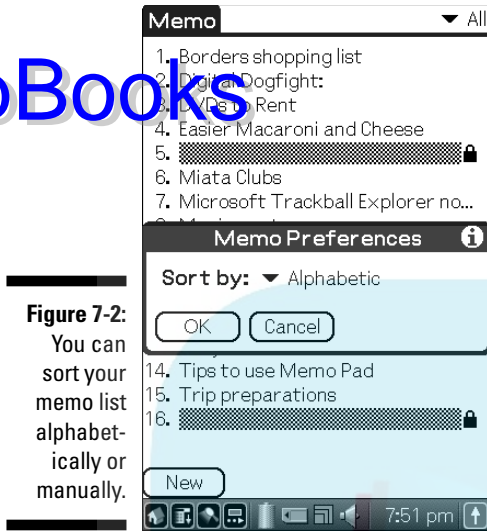 Memo
All
1. Borders shopping list
2. Digital Dogfight:
3. DVDs to Rent
4. Easier Macaroni and Cheese
5.
6. Miata Clubs
7. Microsoft Trackball Explorer no...
Memo Preferences
Sort by: Alphabetic
OK Cancel
14. Tips to use Memo Pad
15. Trip preparations
16.
New
7:51 pm
Figure 7-2:
You can
sort your
memo list
alphabet-
ically or
manually.
oBooks